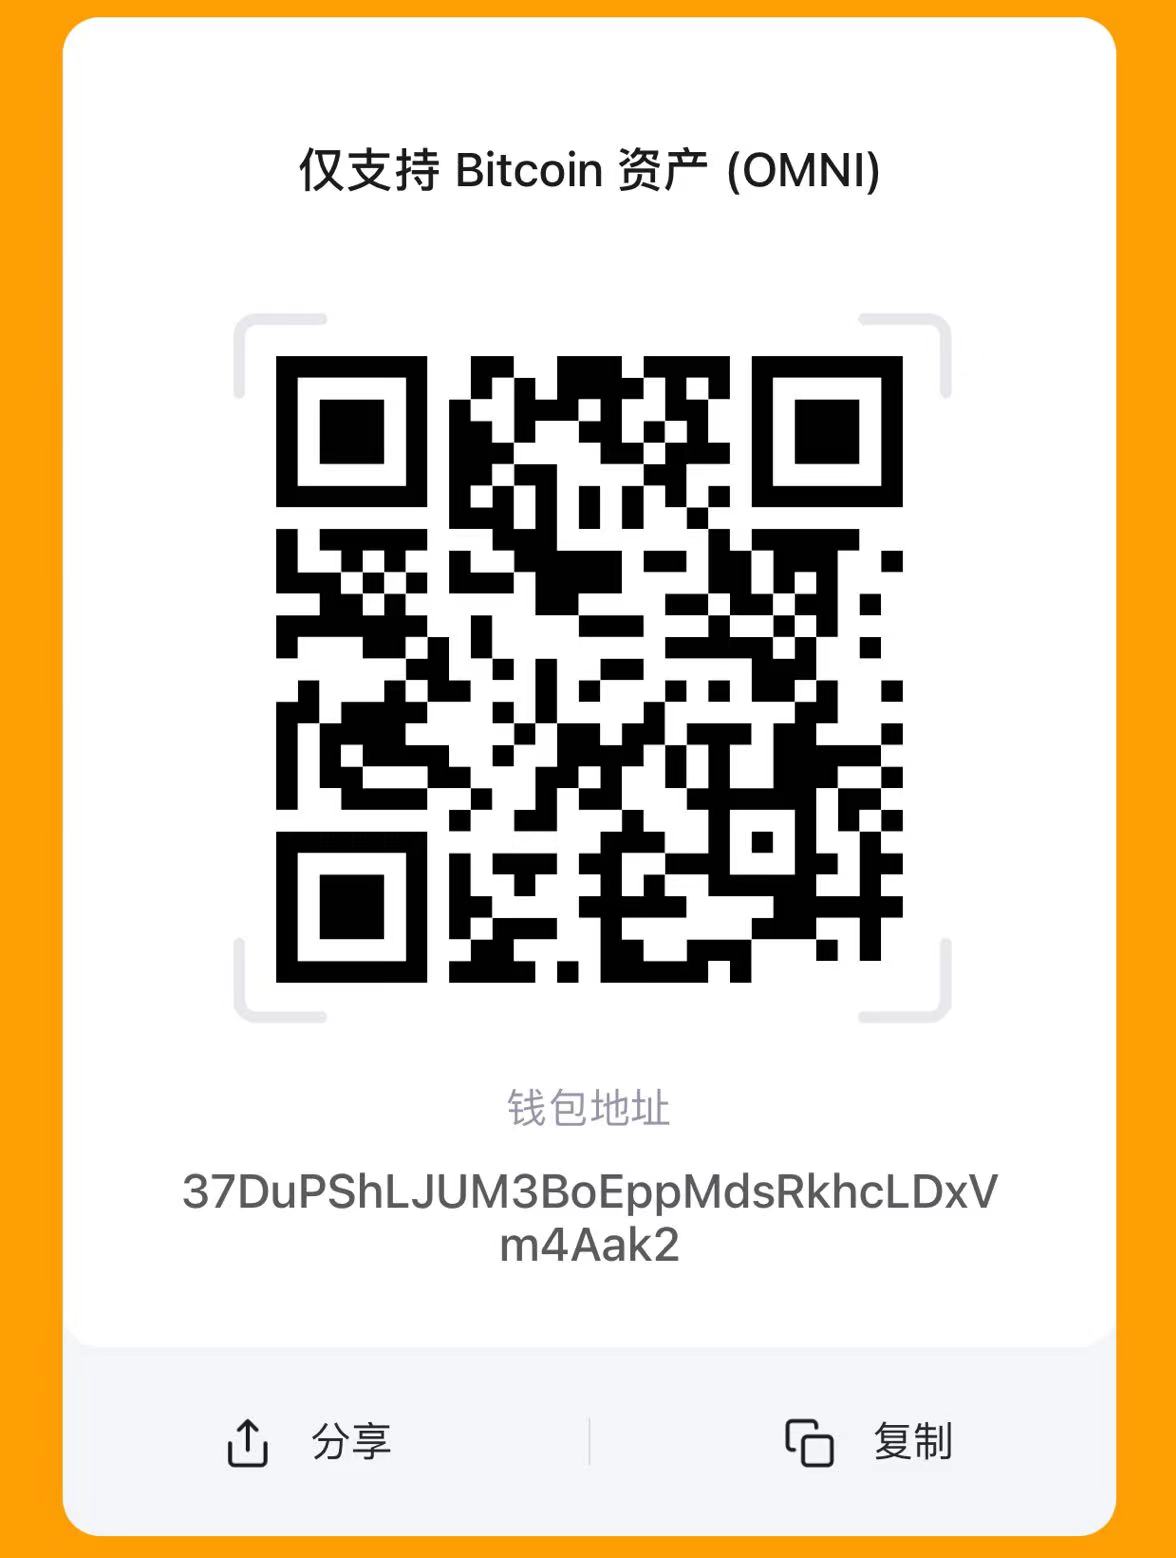 仅支持 Bitcoin 资产 (OMNI)
钱包地址
37DuPShLJUM3BoEppMdsRkhcLDxV
m4Aak2
分享
复制